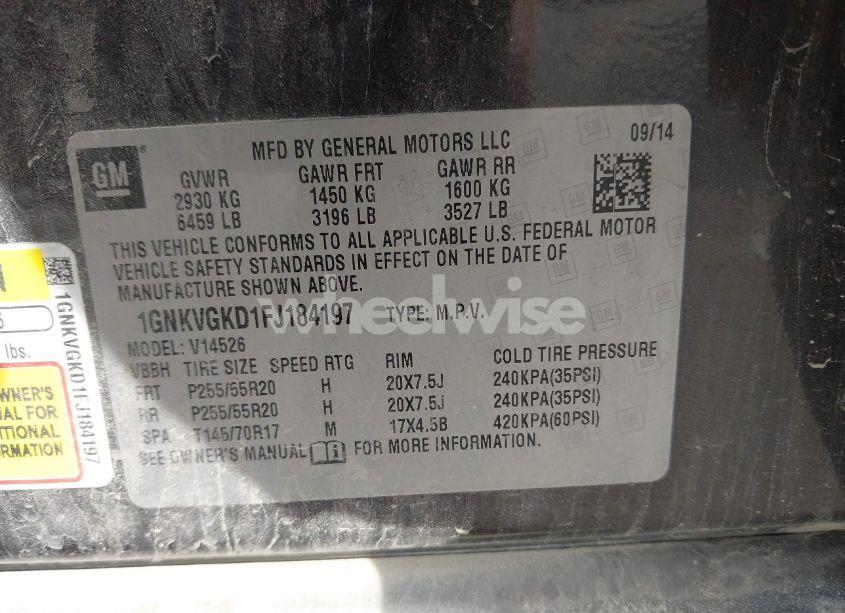 GM
MFD BY GENERAL MOTORS LLC
09/14
GVWR GAWR FRT GAWR RR
2930 KG 1450 KG 1600 KG
6459 LB 3196 LB 3527 LB
THIS VEHICLE CONFORMS TO ALL APPLICABLE U.S. FEDERAL MOTOR
VEHICLE SAFETY STANDARDS IN EFFECT ON THE DATE OF
MANUFACTURE SHOWN ABOVE.
1GNKVGKD1FJ184197 TYPE: M.P.V.
MODEL: V14526
VBBH TIRE SIZE SPEED RTG RIM COLD TIRE PRESSURE
FRT P255/55R20 H 20X7.5J 240KPA(35PSI)
RR P255/55R20 H 20X7.5J 240KPA(35PSI)
SPA T145/70R17 M 17X4.5B 420KPA(60PSI)
SEE OWNER'S MANUAL FOR MORE INFORMATION.
wheelwise
1GNKVGKD1FJ184197
lbs.
OWNER'S
FOR